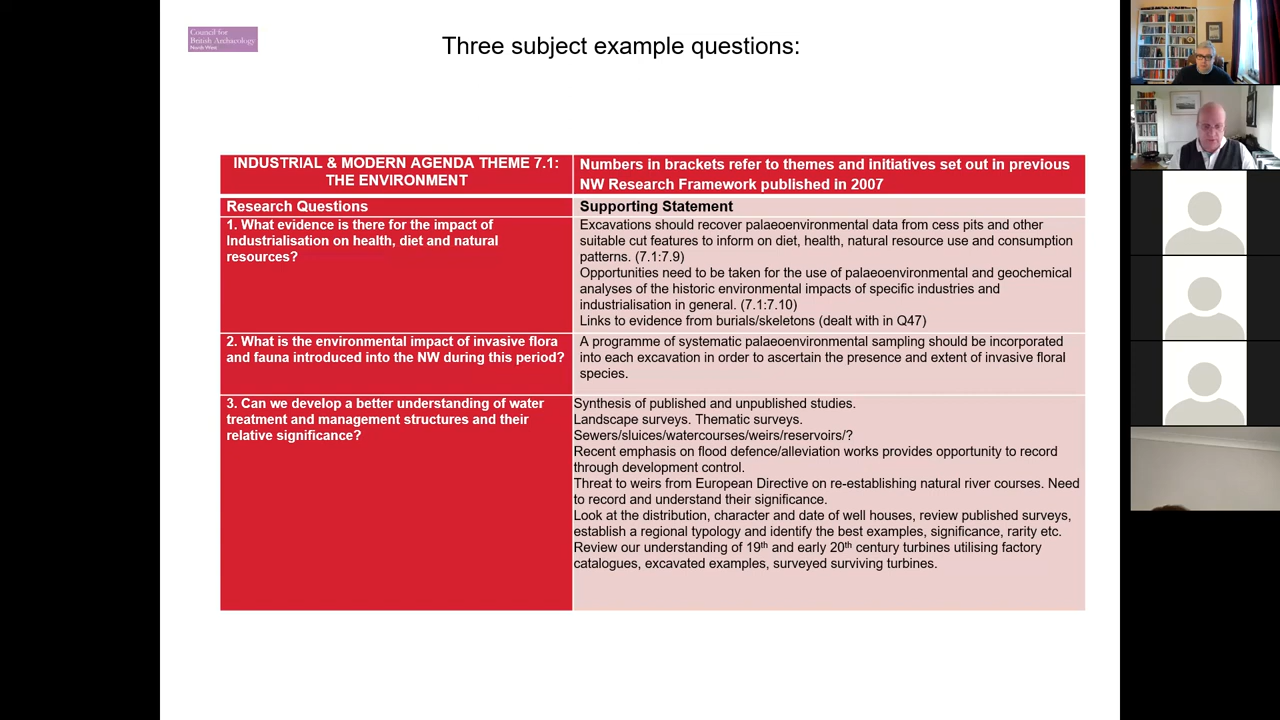 Council for
British Archaeology
North West
Three subject example questions:
INDUSTRIAL & MODERN AGENDA THEME 7.1:
THE ENVIRONMENT
Numbers in brackets refer to themes and initiatives set out in previous
NW Research Framework published in 2007
Research Questions
Supporting Statement
1. What evidence is there for the impact of
Industrialisation on health, diet and natural
resources?
Excavations should recover palaeoenvironmental data from cess pits and other
suitable cut features to inform on diet, health, natural resource use and consumption
patterns. (7.1:7.9)
Opportunities need to be taken for the use of palaeoenvironmental and geochemical
analyses of the historic environmental impacts of specific industries and
industrialisation in general. (7.1:7.10)
Links to evidence from burials/skeletons (dealt with in Q47)
2. What is the environmental impact of invasive flora
and fauna introduced into the NW during this period?
A programme of systematic palaeoenvironmental sampling should be incorporated
into each excavation in order to ascertain the presence and extent of invasive floral
species.
3. Can we develop a better understanding of water
treatment and management structures and their
relative significance?
Synthesis of published and unpublished studies.
Landscape surveys. Thematic surveys.
Sewers/sluices/watercourses/weirs/reservoirs/?
Recent emphasis on flood defence/alleviation works provides opportunity to record
through development control.
Threat to weirs from European Directive on re-establishing natural river courses. Need
to record and understand their significance.
Look at the distribution, character and date of well houses, review published surveys,
establish a regional typology and identify the best examples, significance, rarity etc.
Review our understanding of 19th and early 20th century turbines utilising factory
catalogues, excavated examples, surveyed surviving turbines.